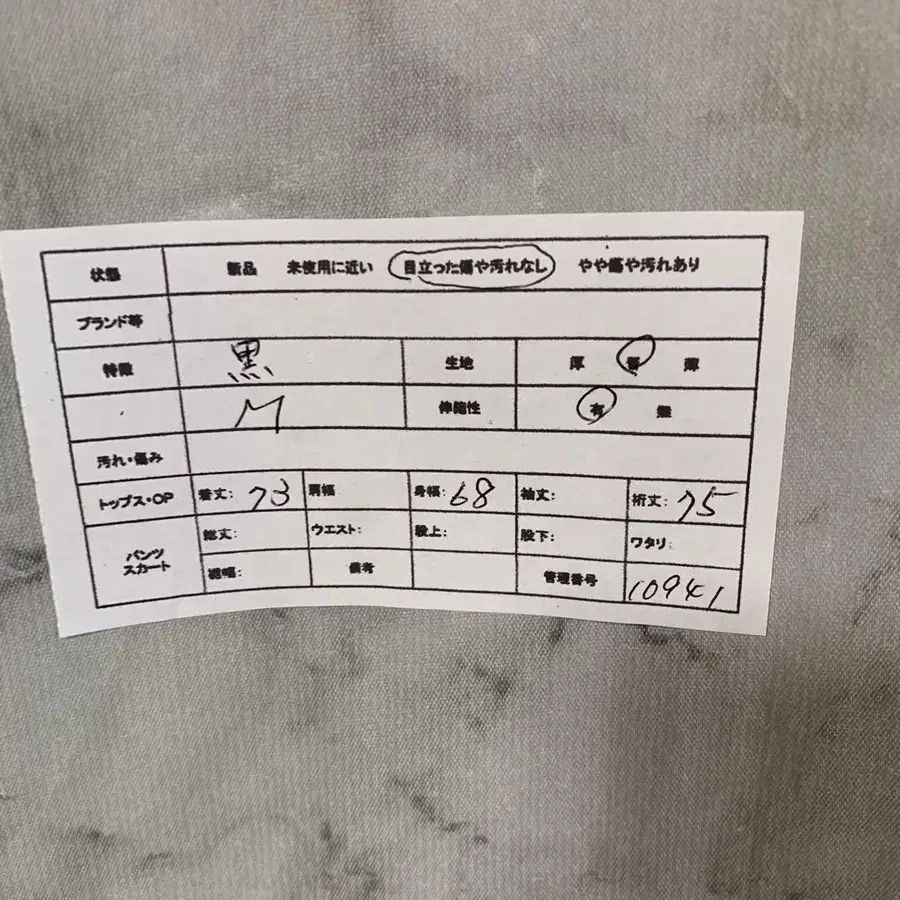 状態 新品 未使用に近い 目立った傷や汚れなし やや傷や汚れあり
ブランド等
特徴 黒 生地 厚 普 薄
M 伸縮性 有 無
汚れ・傷み
トップス・OP 着丈: 73 肩幅 身幅: 68 袖丈: 裄丈: 75
パンツ スカート 総丈: ウエスト: 股上: 股下: ワタリ:
裾幅: 備考 管理番号 10941